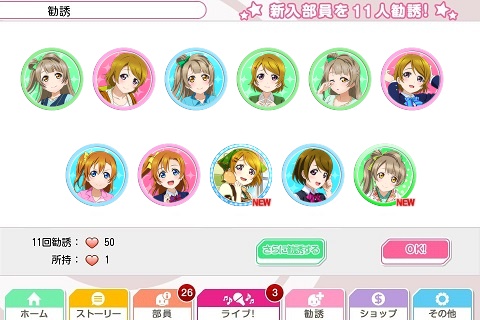 勧誘
新入部員を11人勧誘!
NEW
NEW
11回勧誘: 50
所持: 1
さらに勧誘する
OK!
26
3
ホーム
ストーリー
部員
ライブ!
勧誘
ショップ
その他